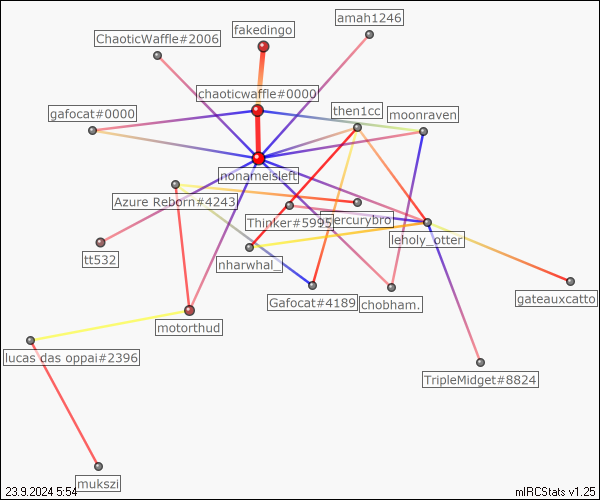 amah1246
fakedingo
ChaoticWaffle#2006
chaoticwaffle#0000
gafocat#0000
then1cc
moonraven
nonameisleft
Azure Reborn#4243
Thinker#5995
mercurybro
leholy_otter
tt532
nharwhal_
Gafocat#4189
chobham.
gateauxcatto
motorthud
lucas das oppai#2396
TripleMidget#8824
mukszi
23.9.2024 5:54
mIRCStats v1.25